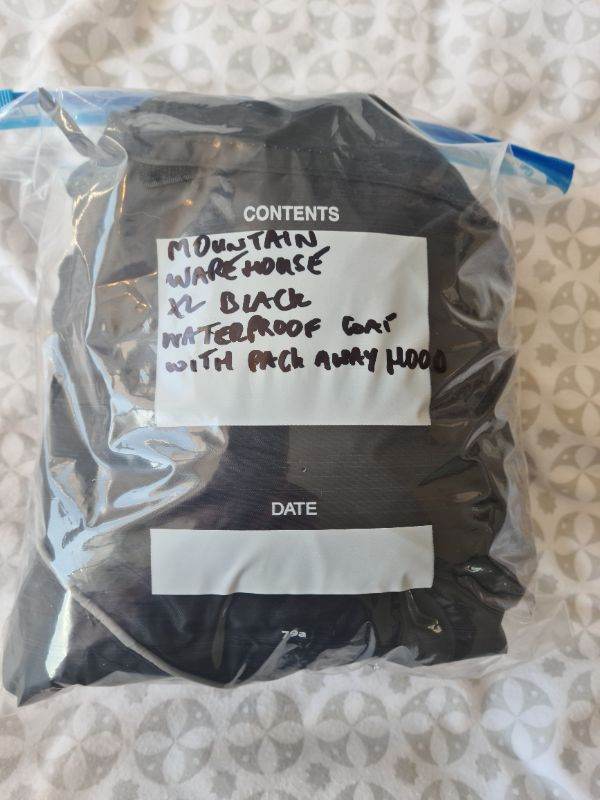 CONTENTS
MOUNTAIN
WAREHOUSE
XL BLACK
WATERPROOF COAT
WITH PACK AWAY HOOD
DATE